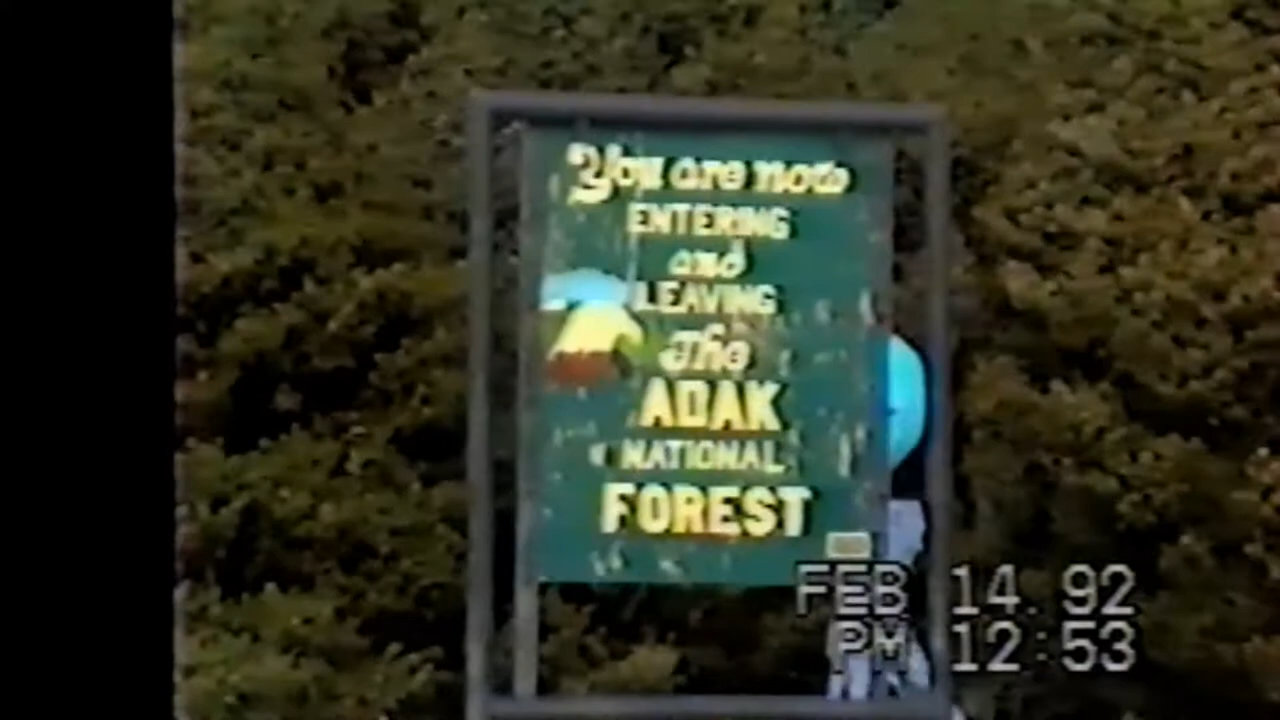 You are now
ENTERING
and
LEAVING
The
ADAK
NATIONAL
FOREST
FEB 14. 92
PM 12:53